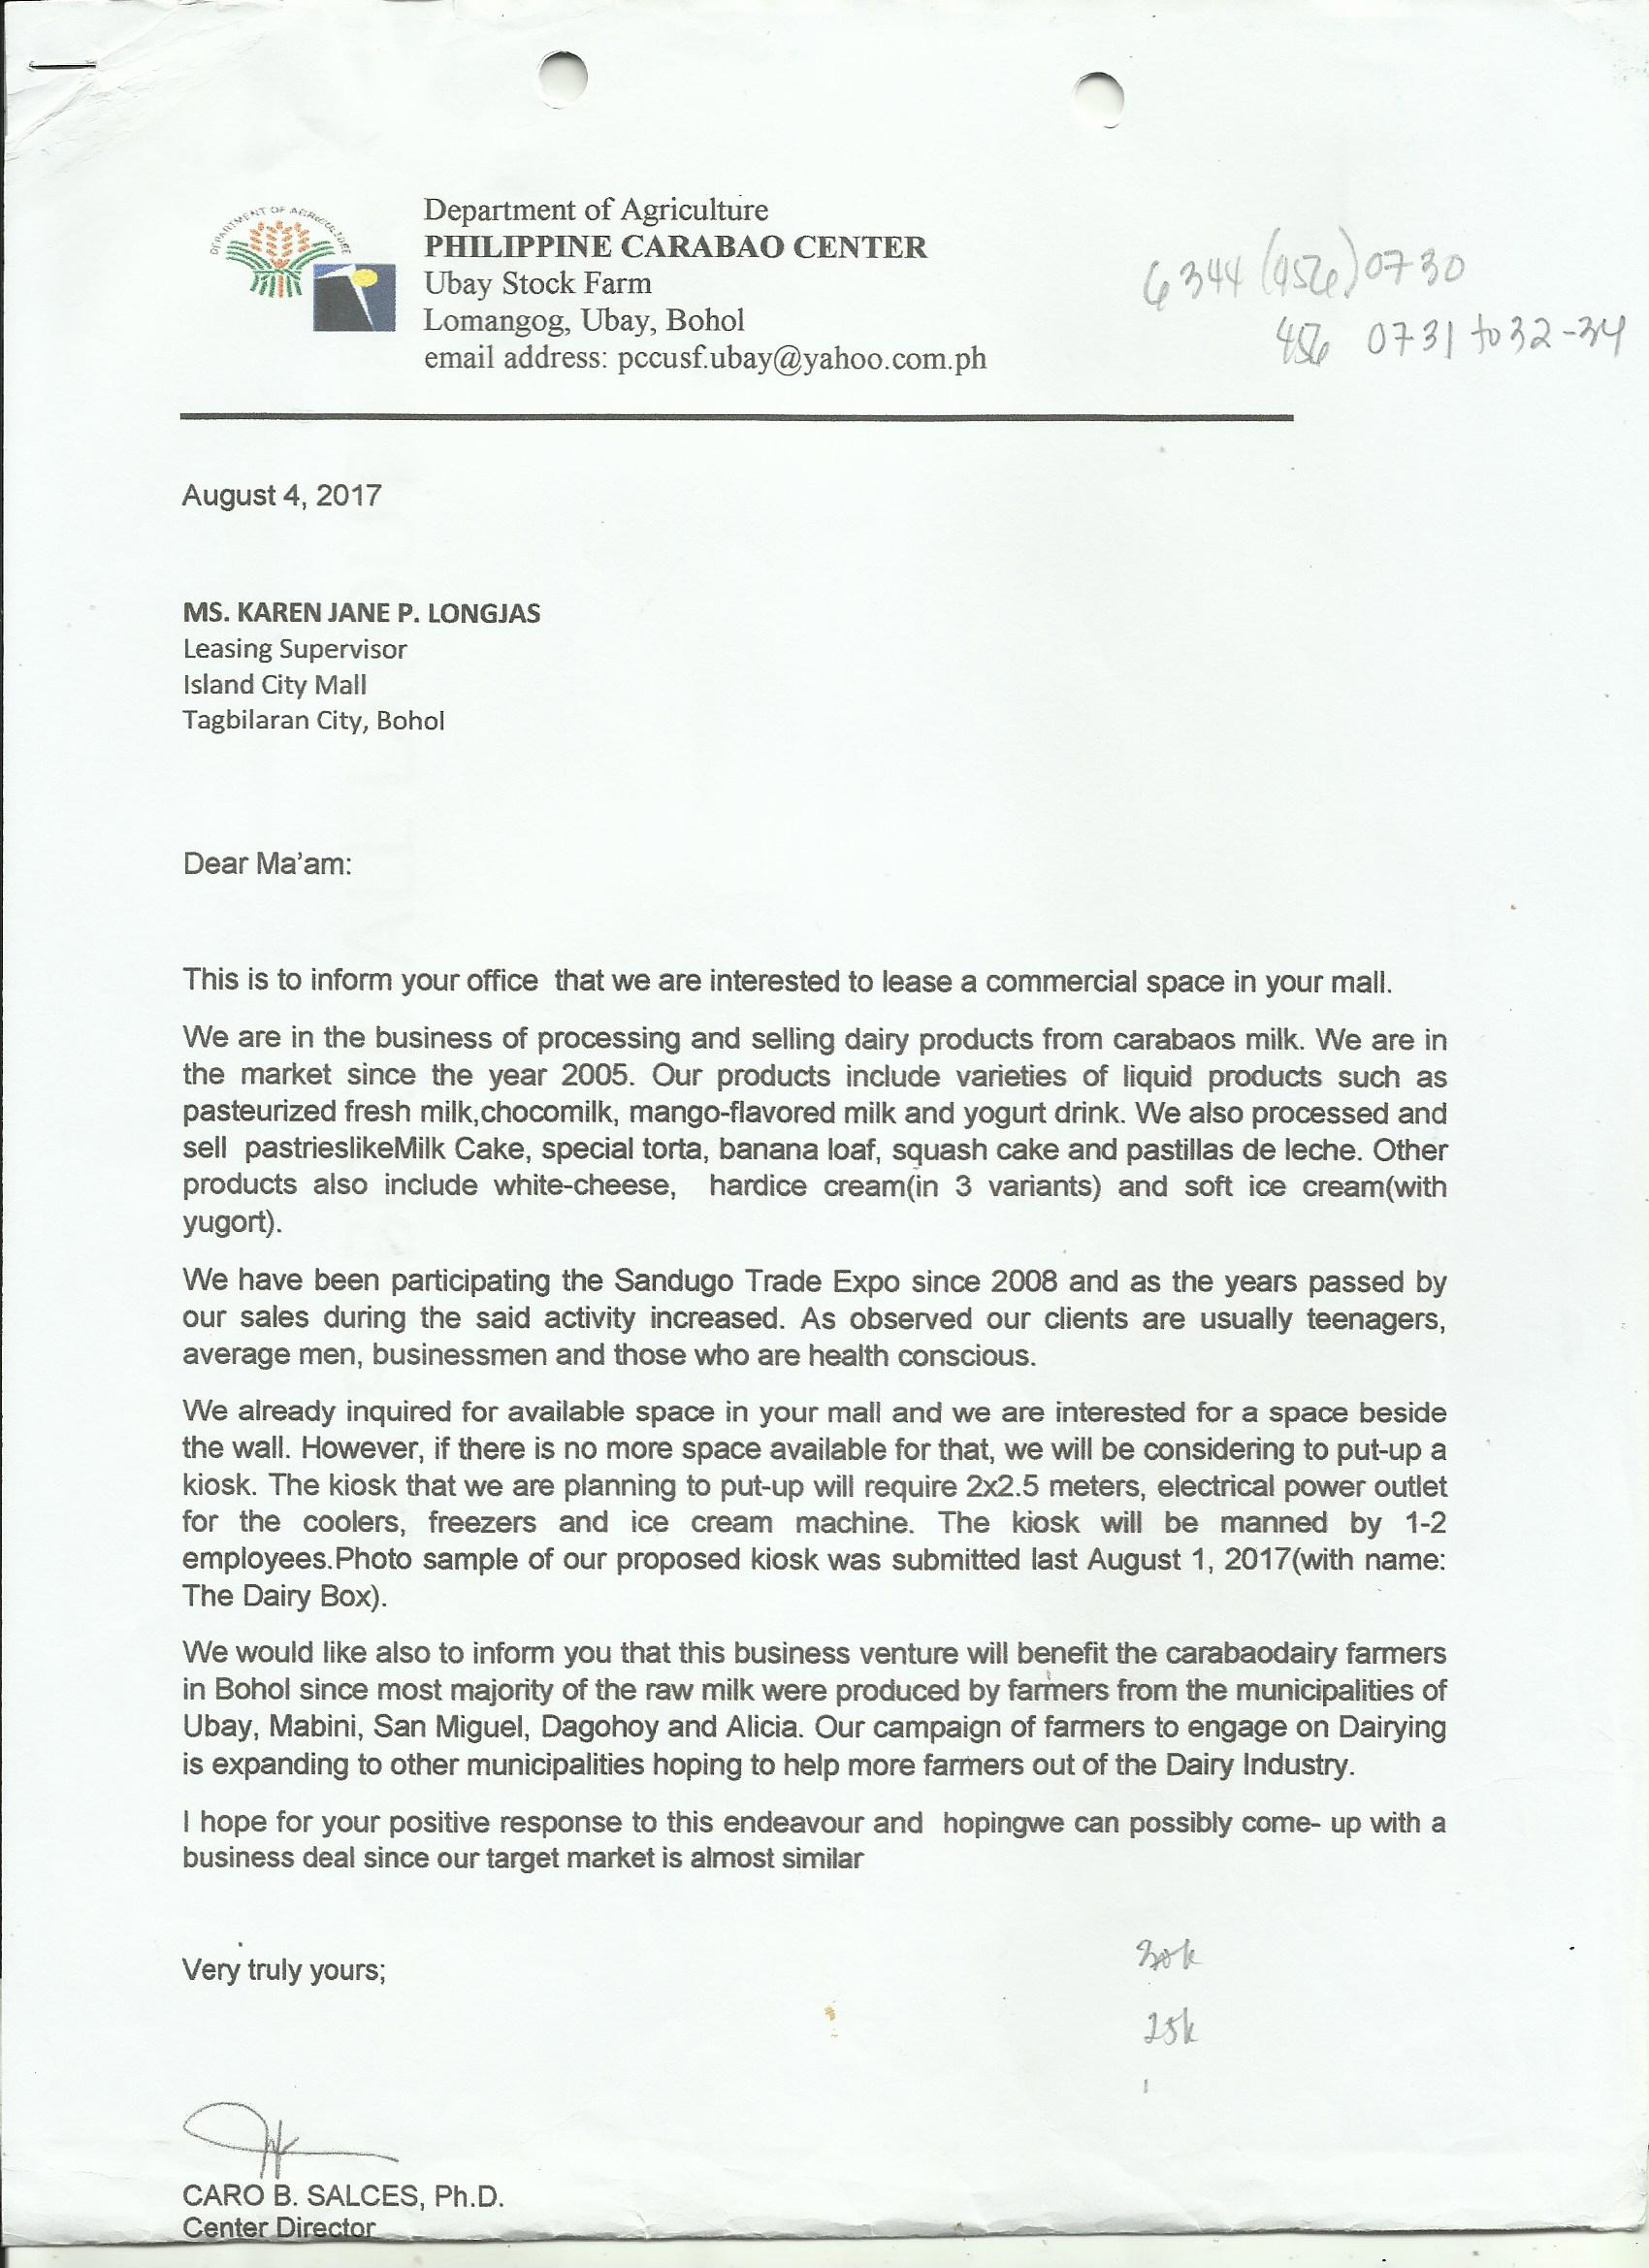 DEPARTMENT OF AGRICULTURE
Department of Agriculture
PHILIPPINE CARABAO CENTER
Ubay Stock Farm
Lomangog, Ubay, Bohol
email address: pccusf.ubay@yahoo.com.ph
6344 (456) 0730
456 0731 to 32-34
August 4, 2017
MS. KAREN JANE P. LONGJAS
Leasing Supervisor
Island City Mall
Tagbilaran City, Bohol
Dear Ma'am:
This is to inform your office that we are interested to lease a commercial space in your mall.
We are in the business of processing and selling dairy products from carabaos milk. We are in
the market since the year 2005. Our products include varieties of liquid products such as
pasteurized fresh milk,chocomilk, mango-flavored milk and yogurt drink. We also processed and
sell pastrieslikeMilk Cake, special torta, banana loaf, squash cake and pastillas de leche. Other
products also include white-cheese, hardice cream(in 3 variants) and soft ice cream(with
yugort).
We have been participating the Sandugo Trade Expo since 2008 and as the years passed by
our sales during the said activity increased. As observed our clients are usually teenagers,
average men, businessmen and those who are health conscious.
We already inquired for available space in your mall and we are interested for a space beside
the wall. However, if there is no more space available for that, we will be considering to put-up a
kiosk. The kiosk that we are planning to put-up will require 2x2.5 meters, electrical power outlet
for the coolers, freezers and ice cream machine. The kiosk will be manned by 1-2
employees.Photo sample of our proposed kiosk was submitted last August 1, 2017(with name:
The Dairy Box).
We would like also to inform you that this business venture will benefit the carabaodairy farmers
in Bohol since most majority of the raw milk were produced by farmers from the municipalities of
Ubay, Mabini, San Miguel, Dagohoy and Alicia. Our campaign of farmers to engage on Dairying
is expanding to other municipalities hoping to help more farmers out of the Dairy Industry.
I hope for your positive response to this endeavour and hopingwe can possibly come- up with a
business deal since our target market is almost similar
Very truly yours;
25k
CARO B. SALCES, Ph.D.
Center Director